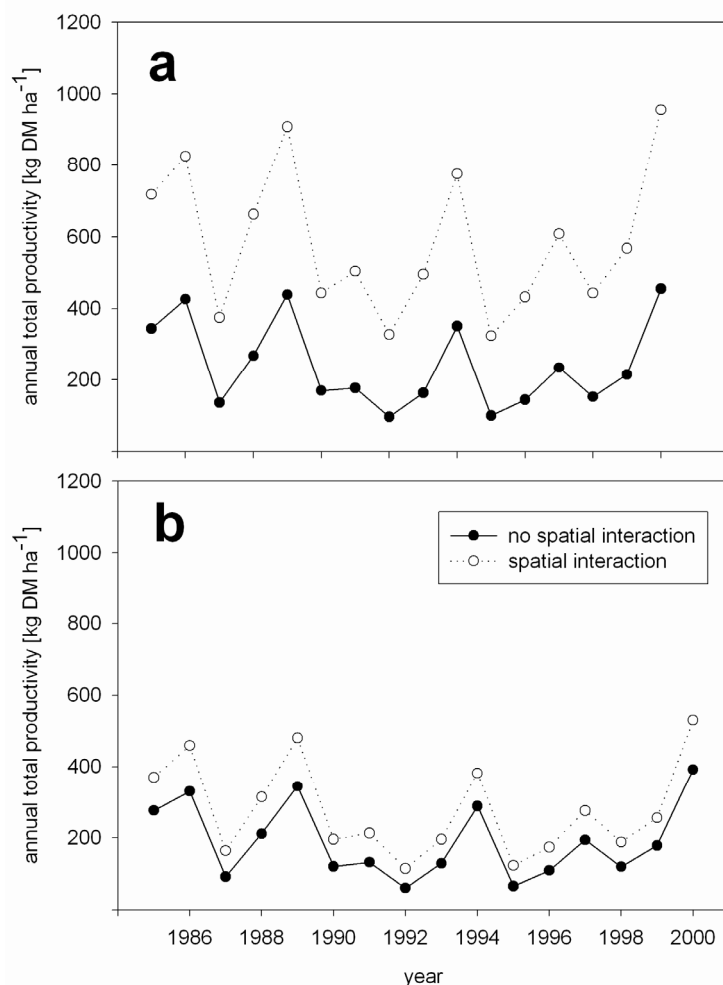 a
annual total productivity [kg DM ha⁻¹]
1200
1000
800
600
400
200
b
annual total productivity [kg DM ha⁻¹]
1200
1000
800
600
400
200
no spatial interaction
spatial interaction
1986 1988 1990 1992 1994 1996 1998 2000
year